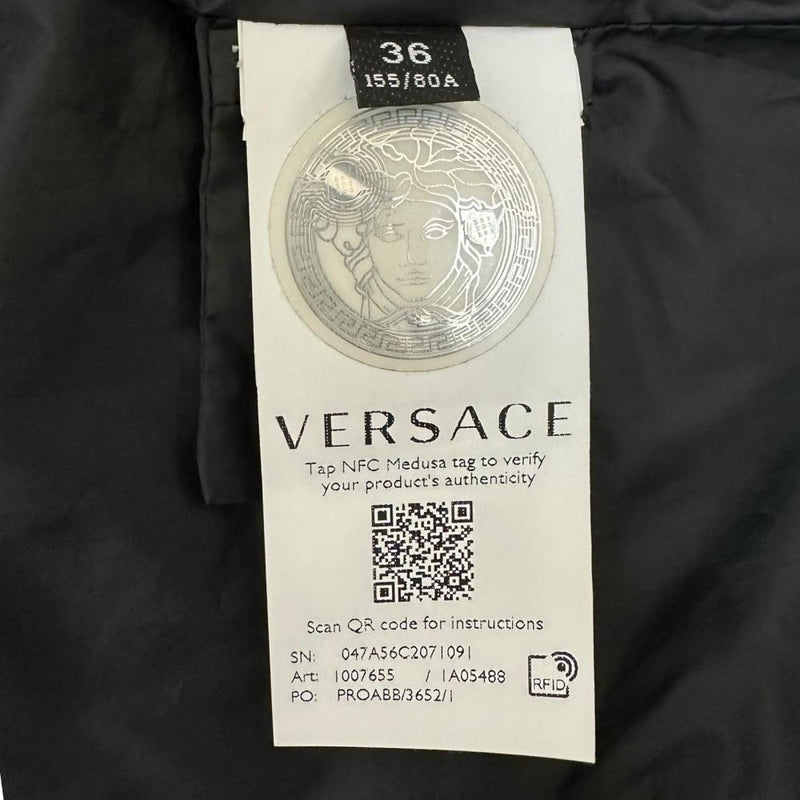 36
155/80A
VERSACE
Tap NFC Medusa tag to verify
your product's authenticity
Scan QR code for instructions
SN: 047A56C2071091
Art: 1007655 / 1A05488
PO: PROABB/3652/1
RFID